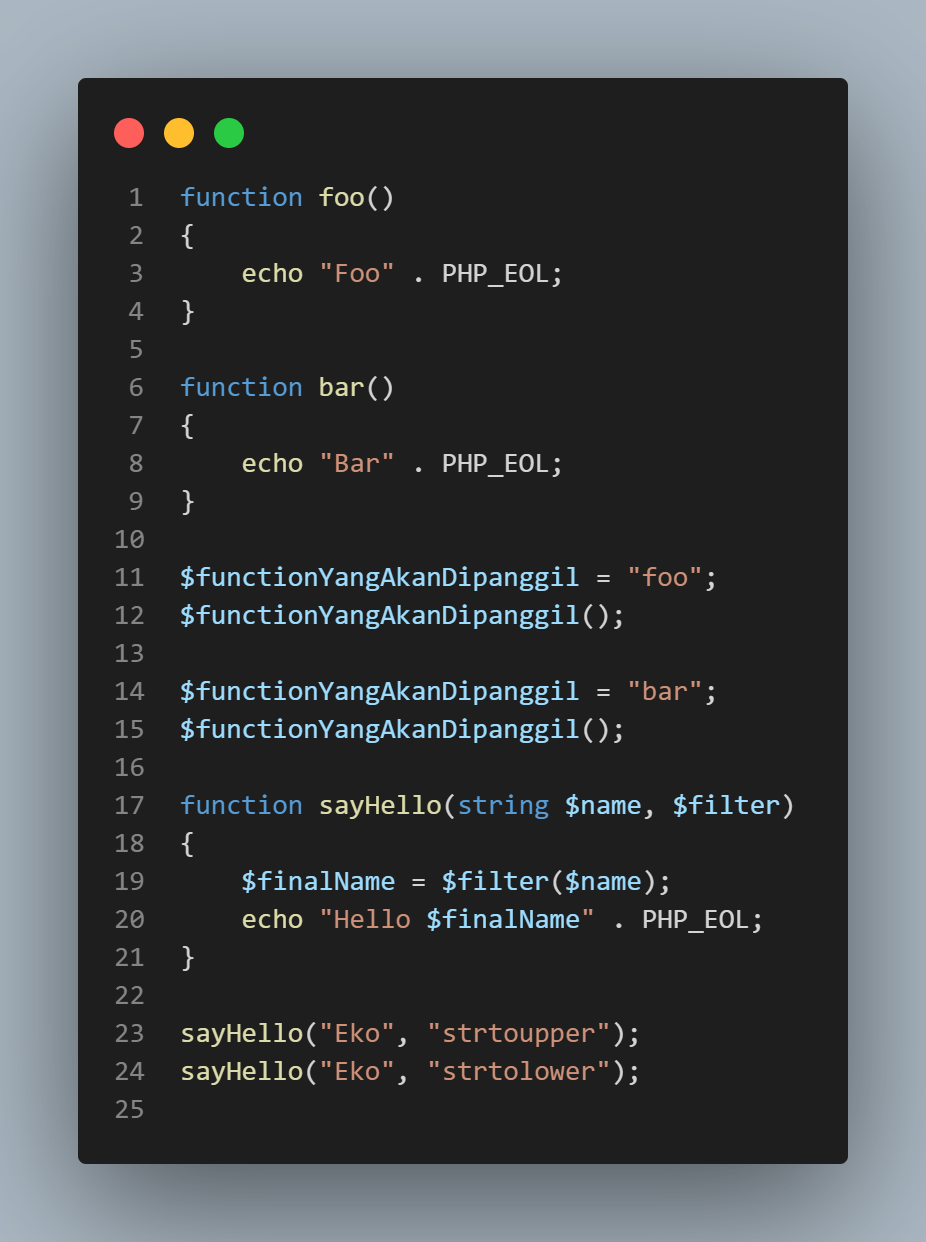 1 function foo()
2 {
3     echo "Foo" . PHP_EOL;
4 }
5
6 function bar()
7 {
8     echo "Bar" . PHP_EOL;
9 }
10
11 $functionYangAkanDipanggil = "foo";
12 $functionYangAkanDipanggil();
13
14 $functionYangAkanDipanggil = "bar";
15 $functionYangAkanDipanggil();
16
17 function sayHello(string $name, $filter)
18 {
19     $finalName = $filter($name);
20     echo "Hello $finalName" . PHP_EOL;
21 }
22
23 sayHello("Eko", "strtoupper");
24 sayHello("Eko", "strtolower");
25